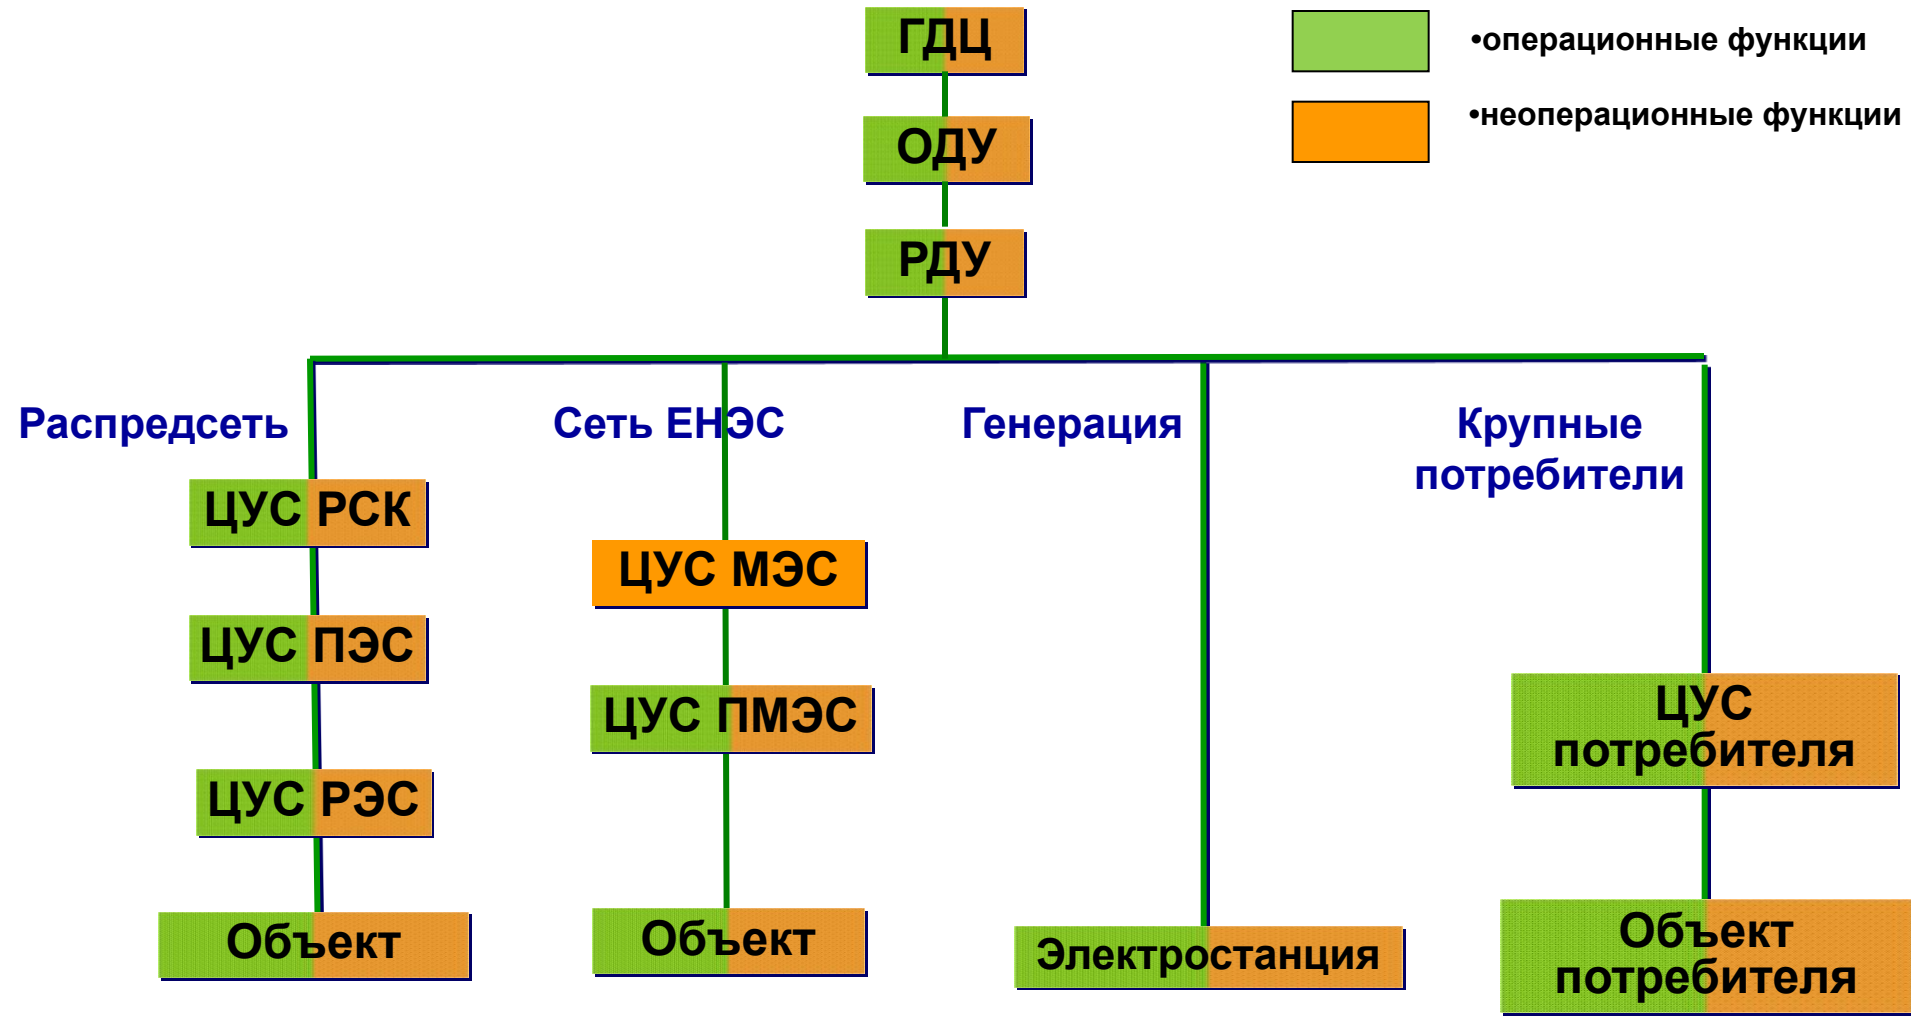 ГДЦ
•операционные функции
•неоперационные функции
ОДУ
РДУ
Распредсеть
Сеть ЕНЭС
Генерация
Крупные
потребители
ЦУС РСК
ЦУС МЭС
ЦУС ПЭС
ЦУС ПМЭС
ЦУС
потребителя
ЦУС РЭС
Объект
Объект
Электростанция
Объект
потребителя